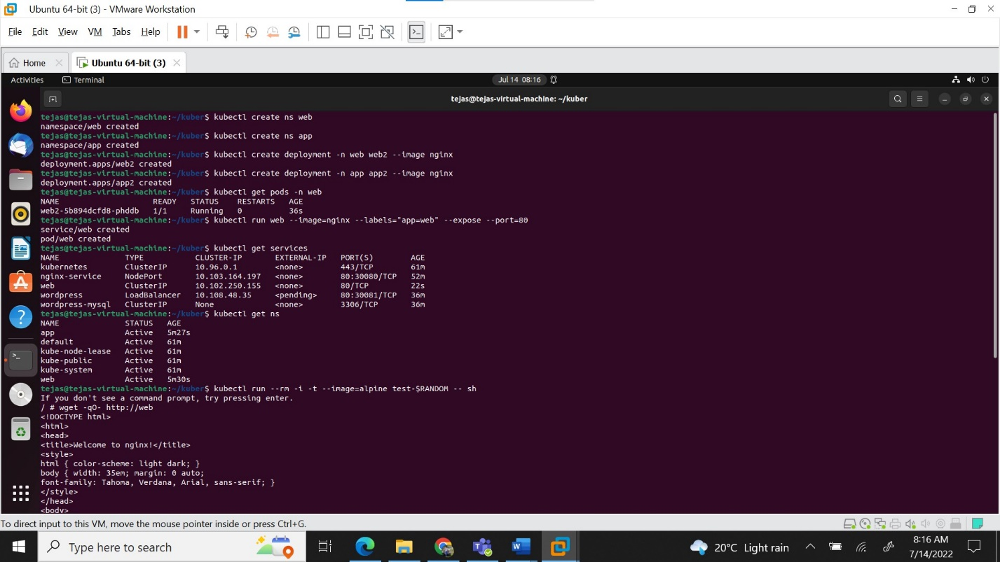 Ubuntu 64-bit (3) - VMware Workstation
File Edit View VM Tabs Help
Home Ubuntu 64-bit (3)
Activities Terminal Jul 14 08:16
tejas@tejas-virtual-machine: ~/kuber
tejas@tejas-virtual-machine:~/kuber$ kubectl create ns web
namespace/web created
tejas@tejas-virtual-machine:~/kuber$ kubectl create ns app
namespace/app created
tejas@tejas-virtual-machine:~/kuber$ kubectl create deployment -n web web2 --image nginx
deployment.apps/web2 created
tejas@tejas-virtual-machine:~/kuber$ kubectl create deployment -n app app2 --image nginx
deployment.apps/app2 created
tejas@tejas-virtual-machine:~/kuber$ kubectl get pods -n web
NAME READY STATUS RESTARTS AGE
web2-5b894dcfd8-phddb 1/1 Running 0 36s
tejas@tejas-virtual-machine:~/kuber$ kubectl run web --image=nginx --labels="app=web" --expose --port=80
service/web created
pod/web created
tejas@tejas-virtual-machine:~/kuber$ kubectl get services
NAME TYPE CLUSTER-IP EXTERNAL-IP PORT(S) AGE
kubernetes ClusterIP 10.96.0.1 <none> 443/TCP 61m
nginx-service NodePort 10.103.164.197 <none> 80:30080/TCP 52m
web ClusterIP 10.102.250.155 <none> 80/TCP 22s
wordpress LoadBalancer 10.108.48.35 <pending> 80:30081/TCP 36m
wordpress-mysql ClusterIP None <none> 3306/TCP 36m
tejas@tejas-virtual-machine:~/kuber$ kubectl get ns
NAME STATUS AGE
app Active 5m27s
default Active 61m
kube-node-lease Active 61m
kube-public Active 61m
kube-system Active 61m
web Active 5m30s
tejas@tejas-virtual-machine:~/kuber$ kubectl run --rm -i -t --image=alpine test-$RANDOM -- sh
If you don't see a command prompt, try pressing enter.
/ # wget -qO- http://web
<!DOCTYPE html>
<html>
<head>
<title>Welcome to nginx!</title>
<style>
html { color-scheme: light dark; }
body { width: 35em; margin: 0 auto;
font-family: Tahoma, Verdana, Arial, sans-serif; }
</style>
</head>
<body>
To direct input to this VM, move the mouse pointer inside or press Ctrl+G.
Type here to search
20°C Light rain
8:16 AM
7/14/2022